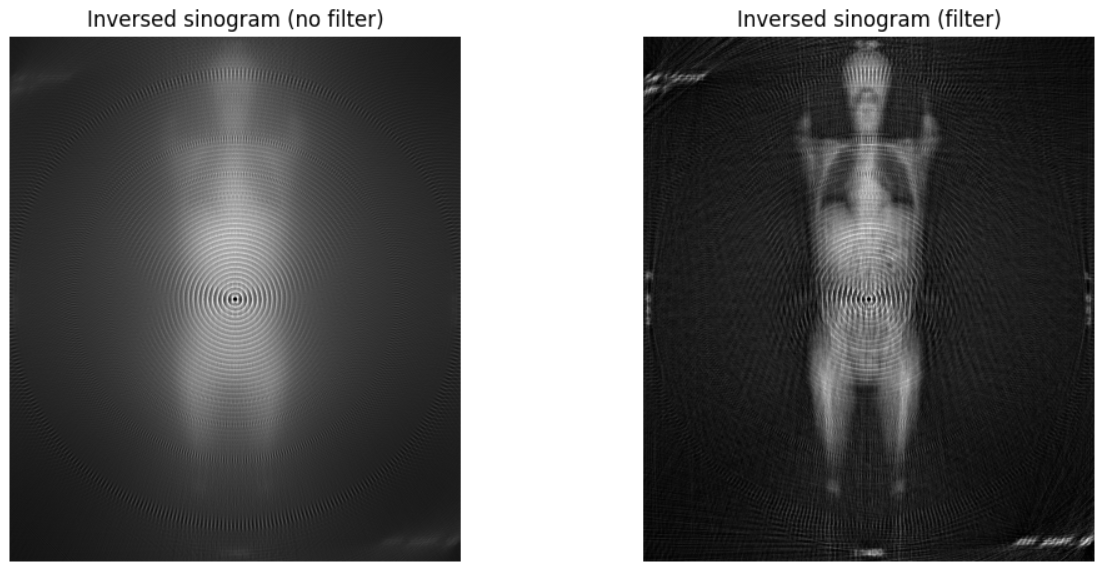 Inversed sinogram (no filter)
Inversed sinogram (filter)